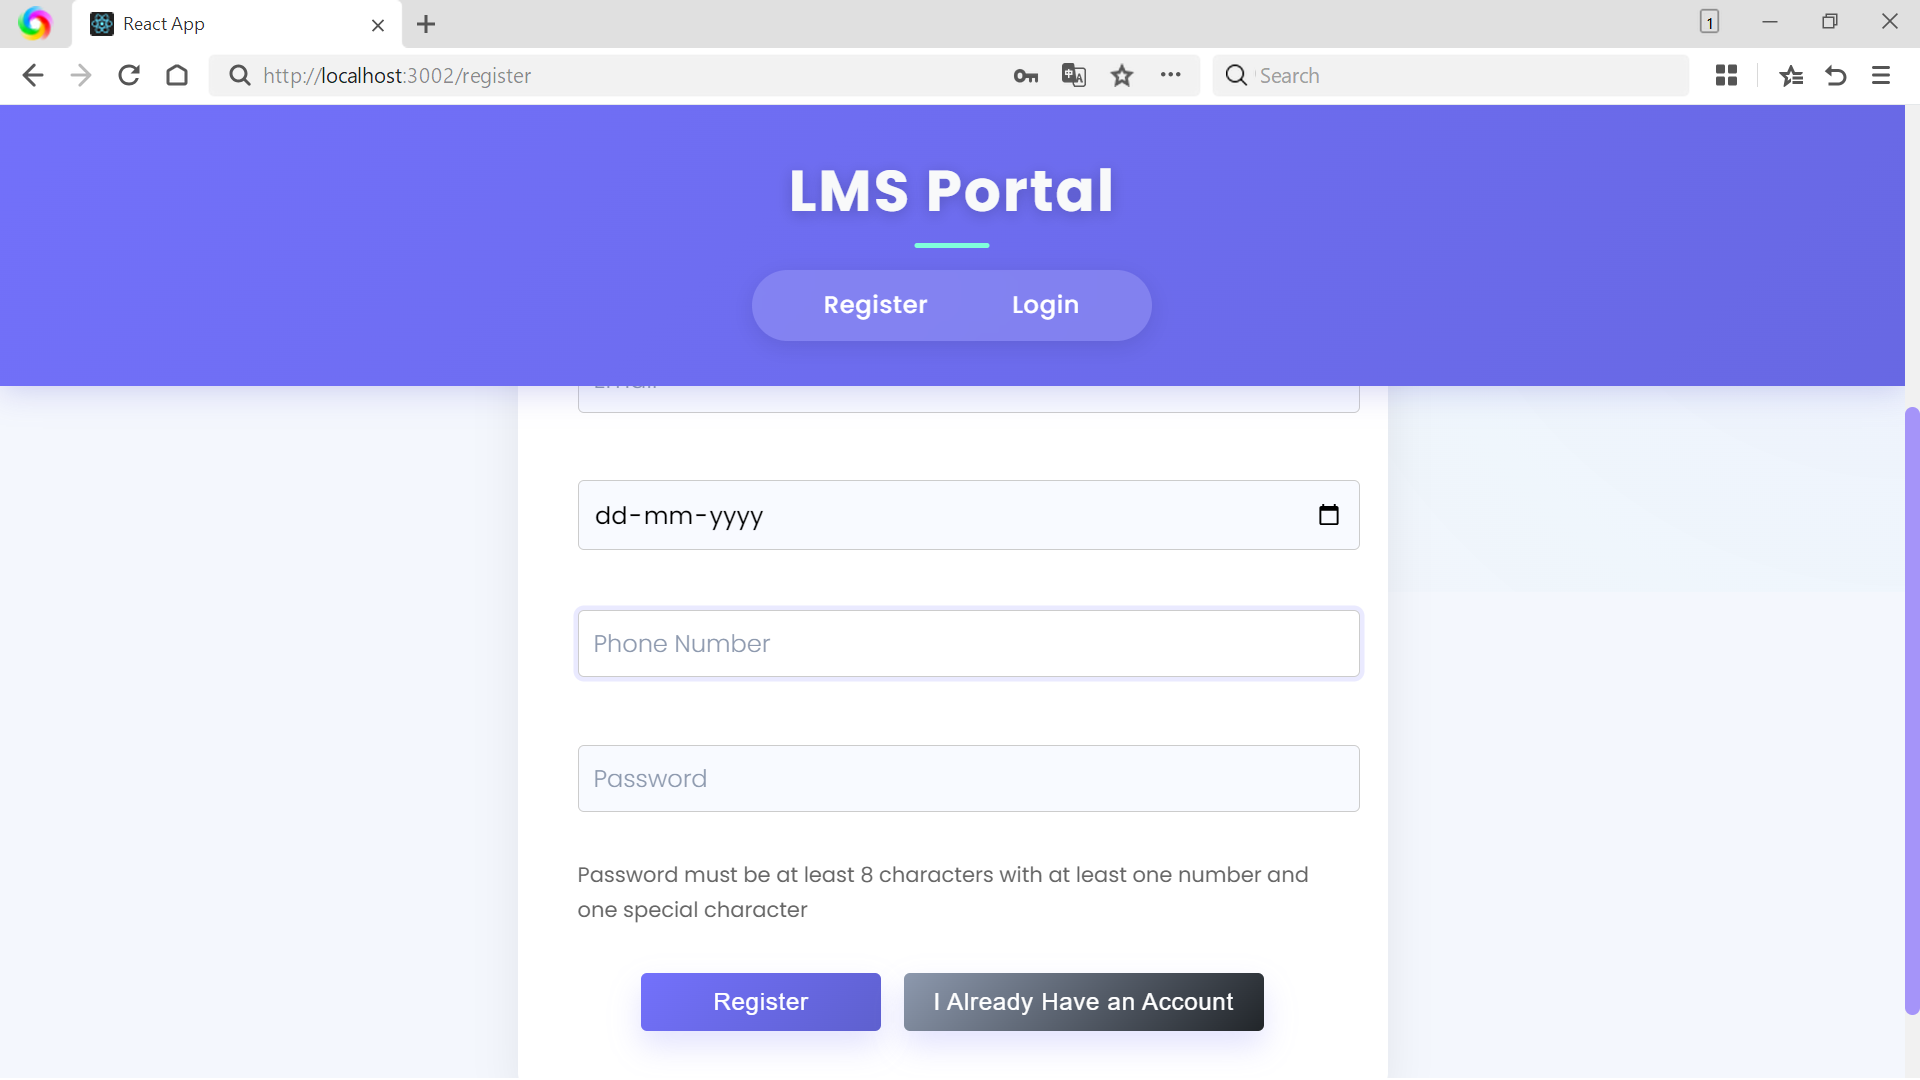 React App
1
http://localhost:3002/register
Search
LMS Portal
Register
Login
dd-mm-yyyy
Phone Number
Password
Password must be at least 8 characters with at least one number and
one special character
Register
I Already Have an Account